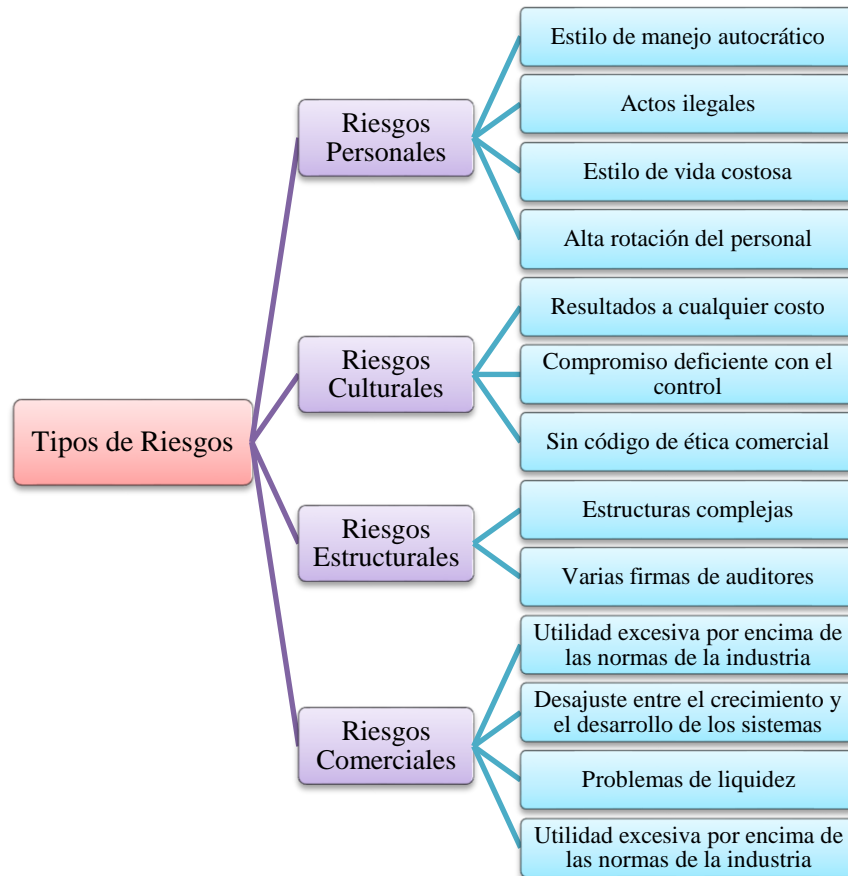 Tipos de Riesgos
Riesgos
Personales
Estilo de manejo autocrático
Actos ilegales
Estilo de vida costosa
Alta rotación del personal
Riesgos
Culturales
Resultados a cualquier costo
Compromiso deficiente con el
control
Sin código de ética comercial
Riesgos
Estructurales
Estructuras complejas
Varias firmas de auditores
Riesgos
Comerciales
Utilidad excesiva por encima de
las normas de la industria
Desajuste entre el crecimiento y
el desarrollo de los sistemas
Problemas de liquidez
Utilidad excesiva por encima de
las normas de la industria